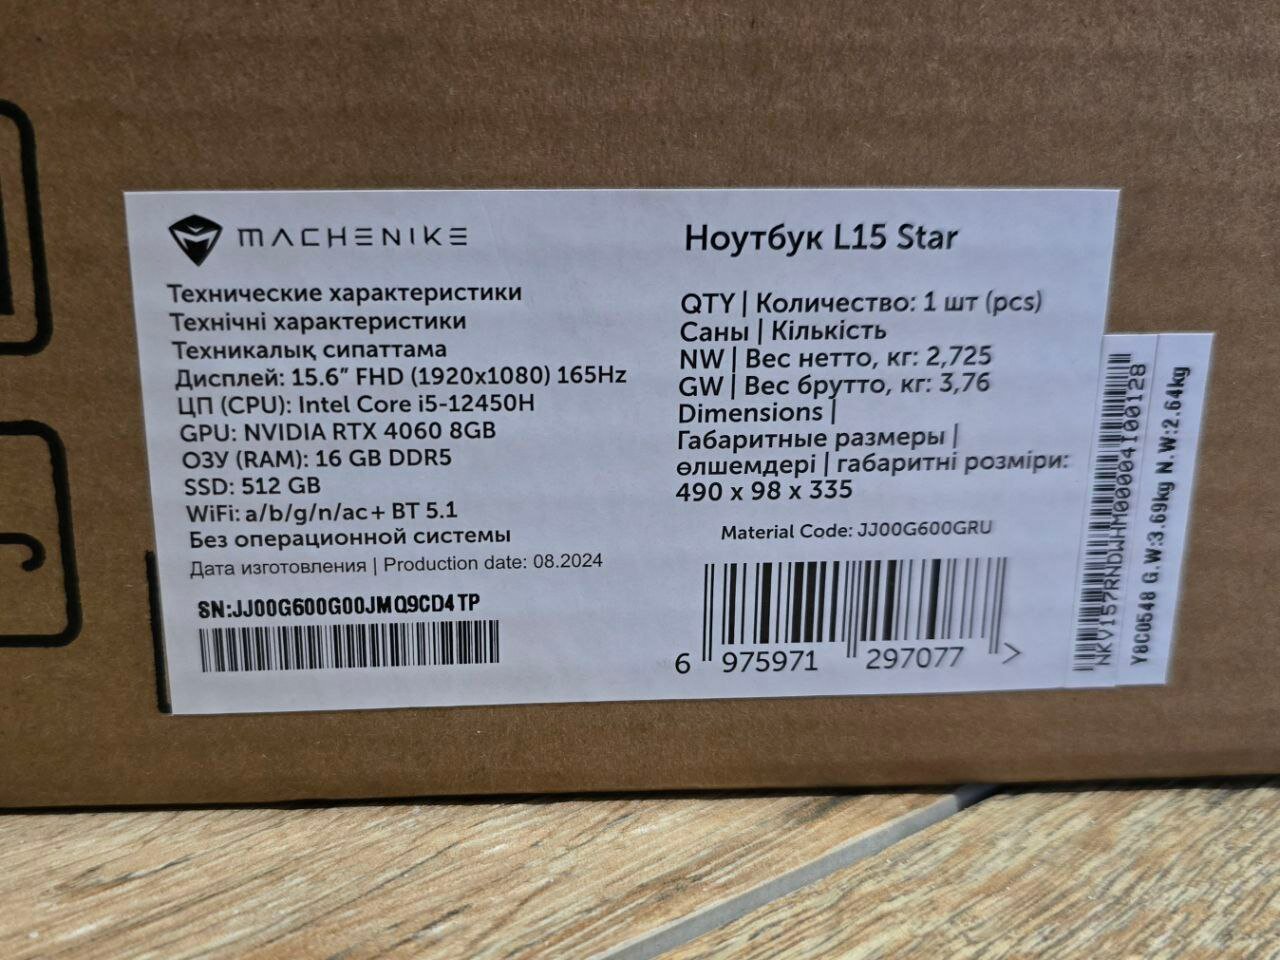 MACHENIKE
Технические характеристики
Технічні характеристики
Техникалық сипаттама
Дисплей: 15.6” FHD (1920x1080) 165Hz
ЦП (CPU): Intel Core i5-12450H
GPU: NVIDIA RTX 4060 8GB
ОЗУ (RAM): 16 GB DDR5
SSD: 512 GB
WiFi: a/b/g/n/ac+ BT 5.1
Без операционной системы
Дата изготовления | Production date: 08.2024
SN:JJ00G600G00JMQ9CD4TP
Ноутбук L15 Star
QTY | Количество: 1 шт (pcs)
Саны | Кількість
NW | Вес нетто, кг: 2,725
GW | Вес брутто, кг: 3,76
Dimensions |
Габаритные размеры |
өлшемдері | габаритні розміри:
490 x 98 x 335
Material Code: JJ00G600GRU
6 975971 297077 >
NKV157RNDWHM00004I00128
Y8C0548 G.W:3.69kg N.W:2.64kg